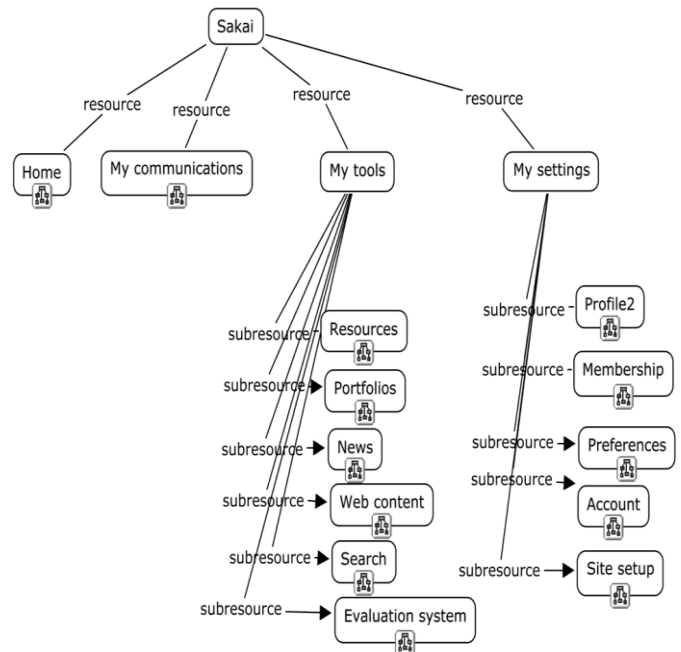 Sakai
resource
resource
resource
resource
Home
My communications
My tools
My settings
subresource
Resources
subresource
Portfolios
subresource
News
subresource
Web content
subresource
Search
subresource
Evaluation system
subresource
Profile2
subresource
Membership
subresource
Preferences
subresource
Account
subresource
Site setup